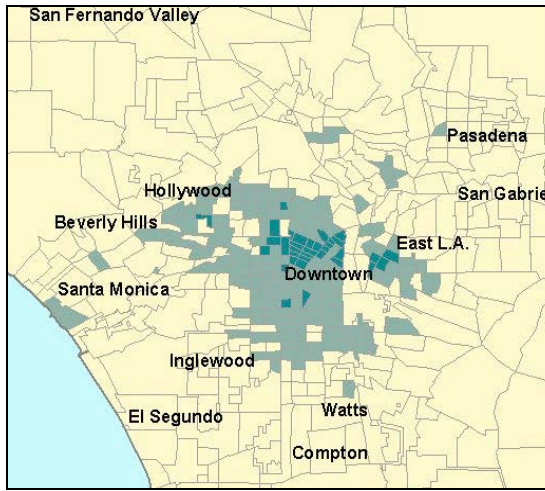 San Fernando Valley
Pasadena
Hollywood
San Gabrie
Beverly Hills
East L.A.
Downtown
Santa Monica
Inglewood
El Segundo
Watts
Compton